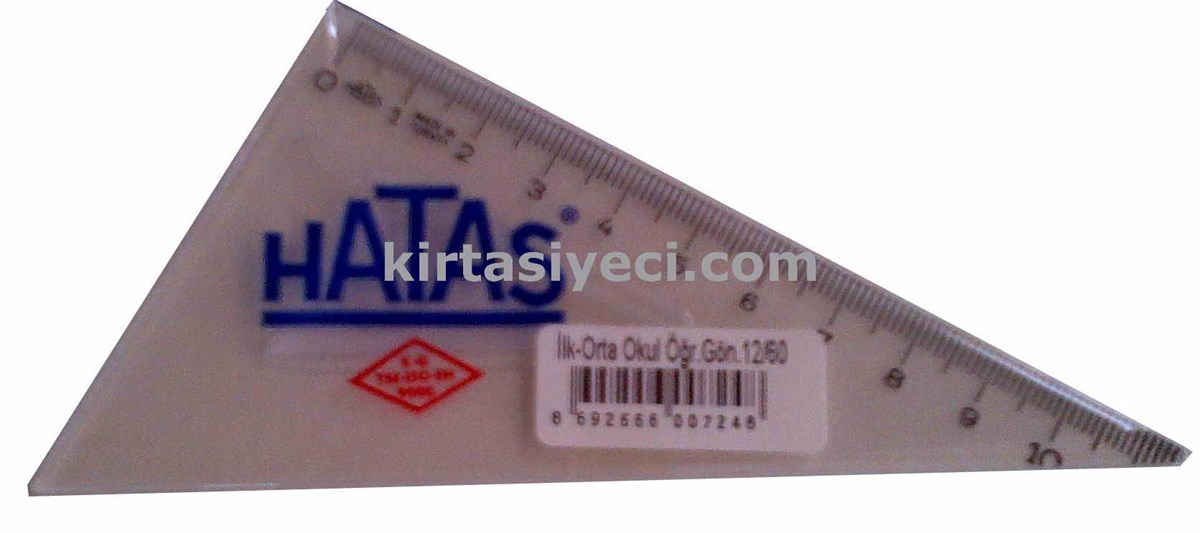 0 1 2 3 4 5 6 7 8 9 10
HATAS®
kirtasiyeci.com
İlk-Orta Okul Öğr.Gön.12/60
8 692666 007248